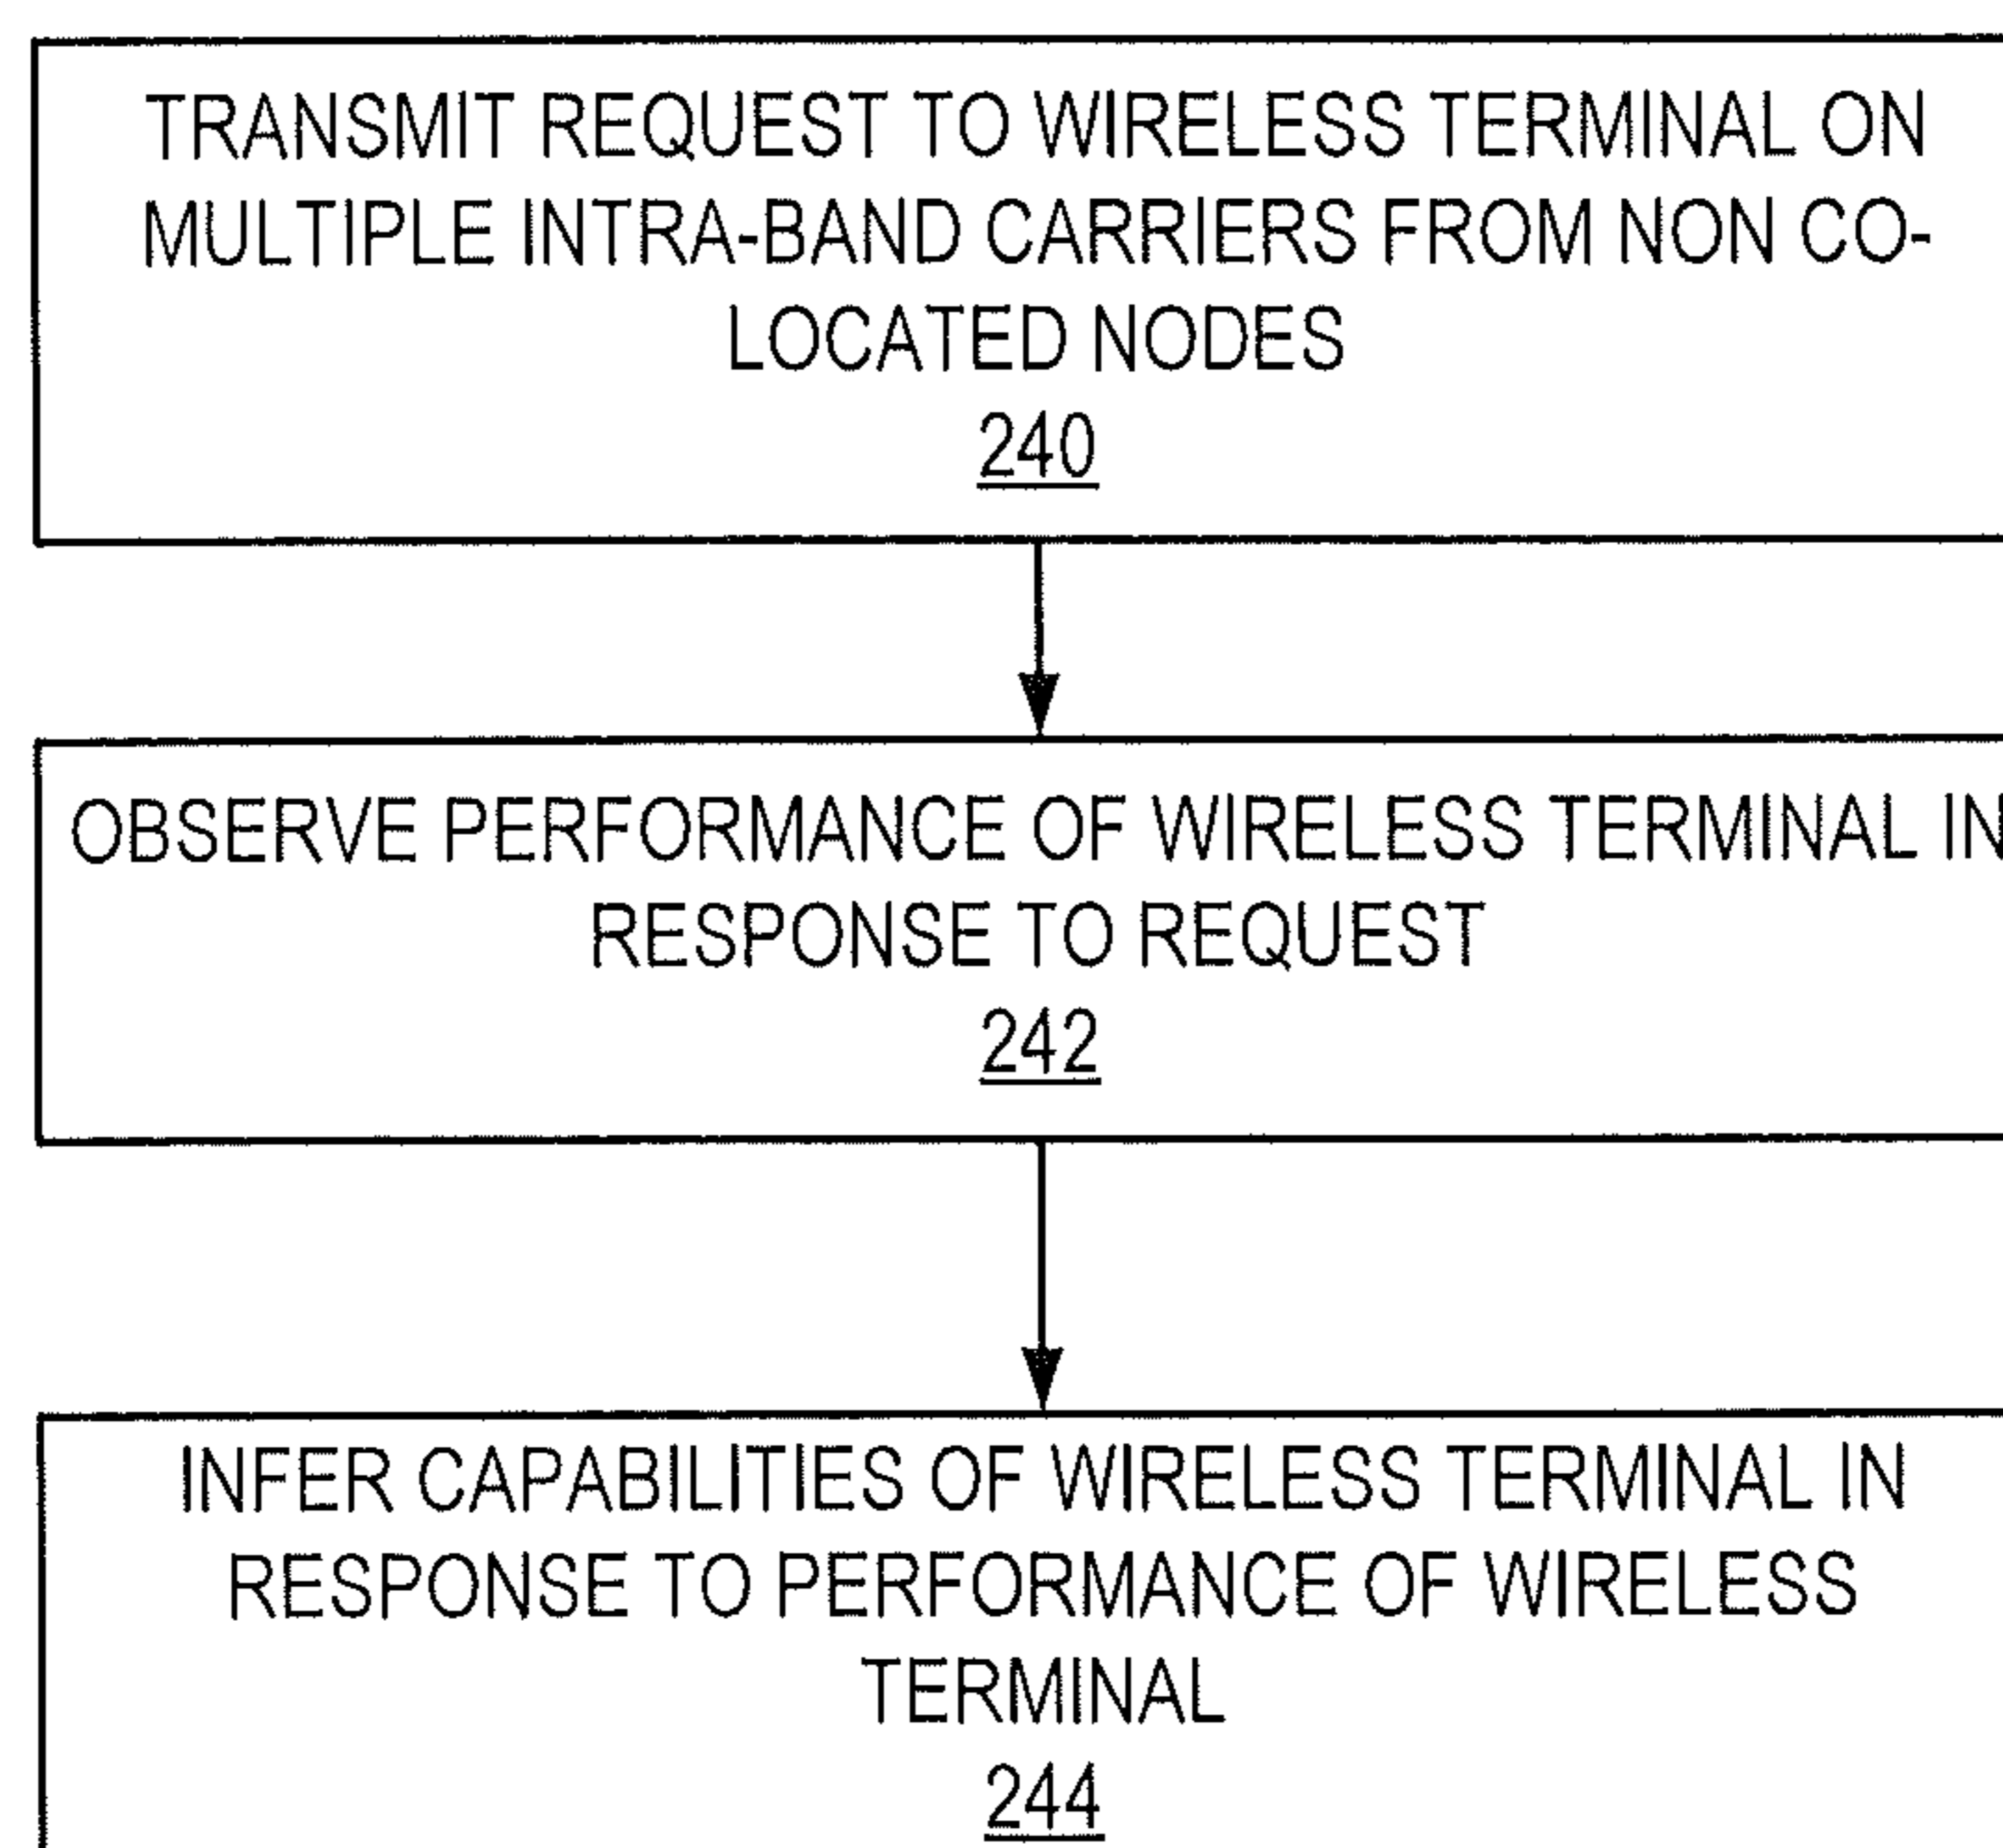 TRANSMIT REQUEST TO WIRELESS TERMINAL ON
MULTIPLE INTRA-BAND CARRIERS FROM NON CO-
LOCATED NODES
240
OBSERVE PERFORMANCE OF WIRELESS TERMINAL IN
RESPONSE TO REQUEST
242
INFER CAPABILITIES OF WIRELESS TERMINAL IN
RESPONSE TO PERFORMANCE OF WIRELESS
TERMINAL
244